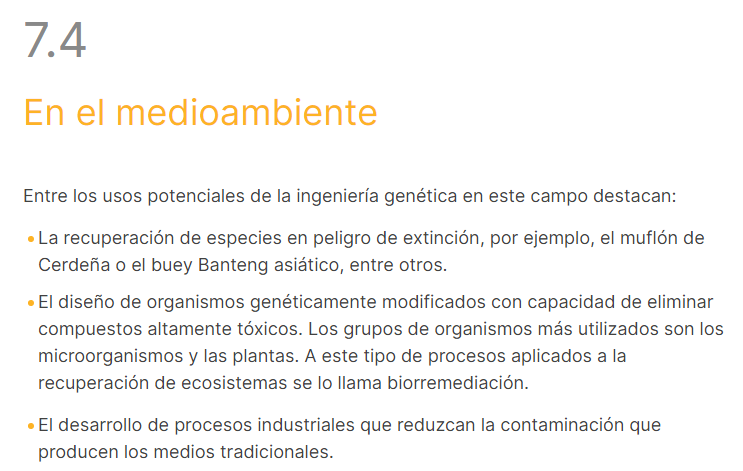 7.4
En el medioambiente
Entre los usos potenciales de la ingeniería genética en este campo destacan:
• La recuperación de especies en peligro de extinción, por ejemplo, el muflón de
Cerdeña o el buey Banteng asiático, entre otros.
• El diseño de organismos genéticamente modificados con capacidad de eliminar
compuestos altamente tóxicos. Los grupos de organismos más utilizados son los
microorganismos y las plantas. A este tipo de procesos aplicados a la
recuperación de ecosistemas se lo llama biorremediación.
• El desarrollo de procesos industriales que reduzcan la contaminación que
producen los medios tradicionales.